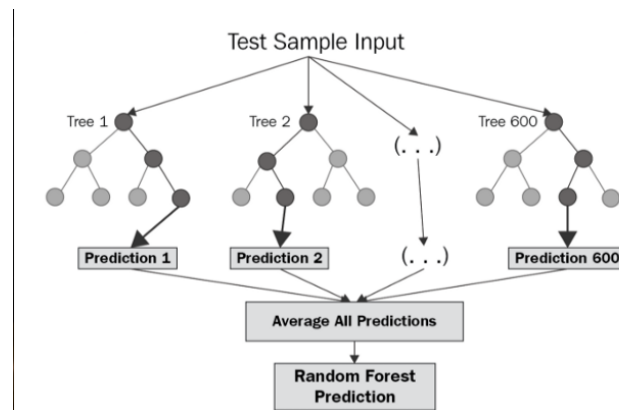 Test Sample Input
Tree 1
Tree 2
Tree 600
(. . .)
Prediction 1
Prediction 2
(. . .)
Prediction 600
Average All Predictions
Random Forest
Prediction